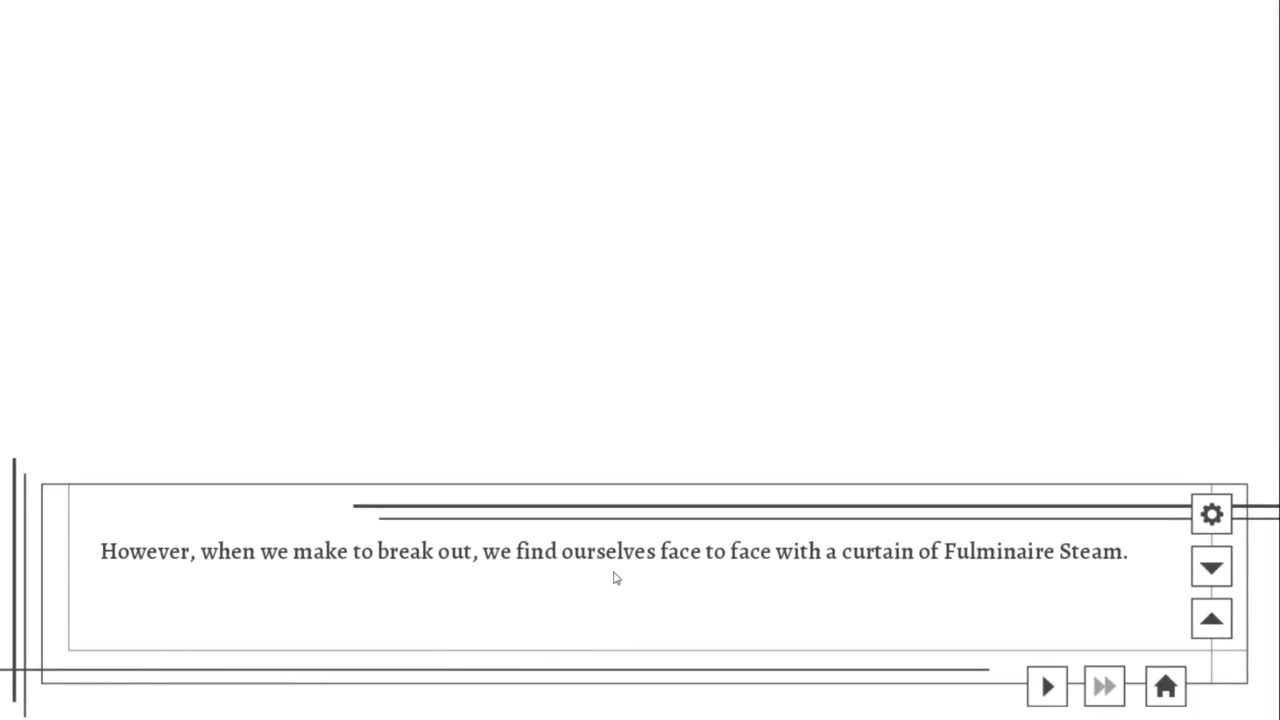 However, when we make to break out, we find ourselves face to face with a curtain of Fulminaire Steam.